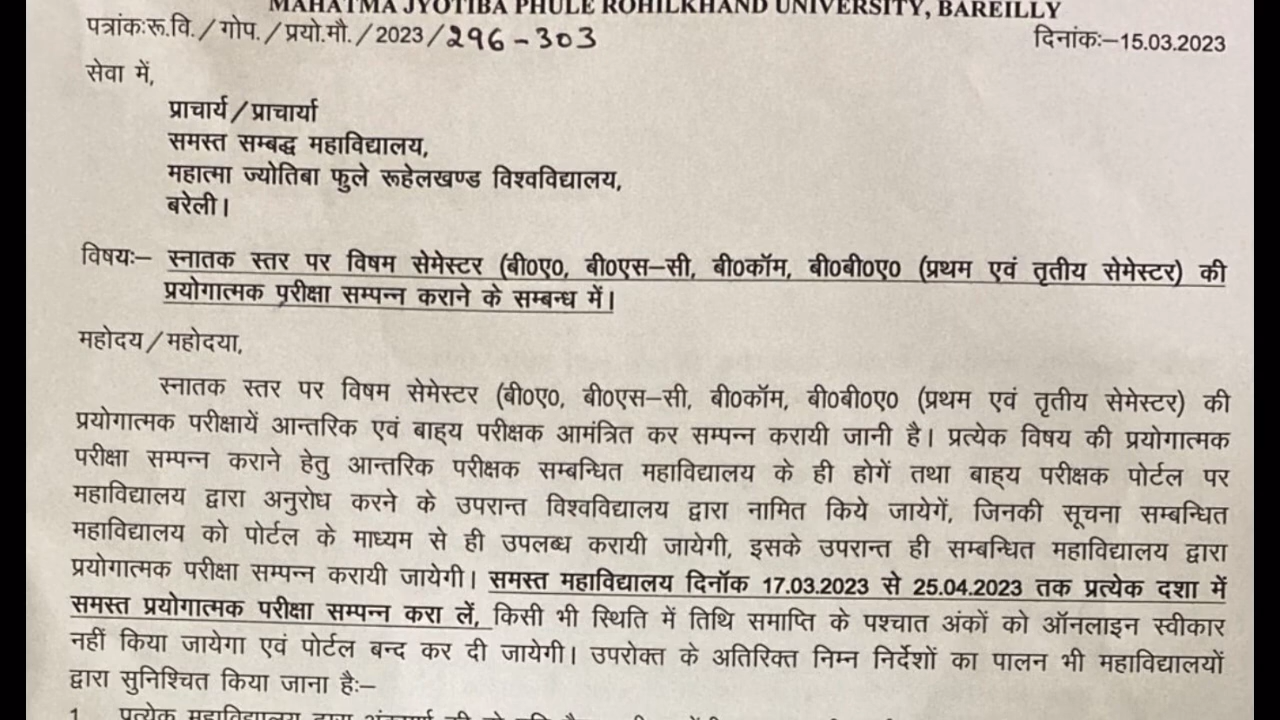 MAHATMA JYOTIBA PHULE ROHILKHAND UNIVERSITY, BAREILLY
पत्रांकःरू.वि./गोप./प्रयो.मौ./2023/296-303 दिनांकः–15.03.2023
सेवा में,
प्राचार्य/प्राचार्या
समस्त सम्बद्ध महाविद्यालय,
महात्मा ज्योतिबा फुले रूहेलखण्ड विश्वविद्यालय,
बरेली।
विषयः– स्नातक स्तर पर विषम सेमेस्टर (बी0ए0, बी0एस–सी, बी0कॉम, बी0बी0ए0 (प्रथम एवं तृतीय सेमेस्टर) की
प्रयोगात्मक परीक्षा सम्पन्न कराने के सम्बन्ध में।
महोदय/महोदया,
स्नातक स्तर पर विषम सेमेस्टर (बी0ए0, बी0एस–सी, बी0कॉम, बी0बी0ए0 (प्रथम एवं तृतीय सेमेस्टर) की
प्रयोगात्मक परीक्षायें आन्तरिक एवं बाह्य परीक्षक आमंत्रित कर सम्पन्न करायी जानी है। प्रत्येक विषय की प्रयोगात्मक
परीक्षा सम्पन्न कराने हेतु आन्तरिक परीक्षक सम्बन्धित महाविद्यालय के ही होगें तथा बाह्य परीक्षक पोर्टल पर
महाविद्यालय द्वारा अनुरोध करने के उपरान्त विश्वविद्यालय द्वारा नामित किये जायेगें, जिनकी सूचना सम्बन्धित
महाविद्यालय को पोर्टल के माध्यम से ही उपलब्ध करायी जायेगी, इसके उपरान्त ही सम्बन्धित महाविद्यालय द्वारा
प्रयोगात्मक परीक्षा सम्पन्न करायी जायेगी। समस्त महाविद्यालय दिनॉक 17.03.2023 से 25.04.2023 तक प्रत्येक दशा में
समस्त प्रयोगात्मक परीक्षा सम्पन्न करा लें, किसी भी स्थिति में तिथि समाप्ति के पश्चात अंकों को ऑनलाइन स्वीकार
नहीं किया जायेगा एवं पोर्टल बन्द कर दी जायेगी। उपरोक्त के अतिरिक्त निम्न निर्देशों का पालन भी महाविद्यालयों
द्वारा सुनिश्चित किया जाना हैः–
1. प्रत्येक महाविद्यालय द्वारा